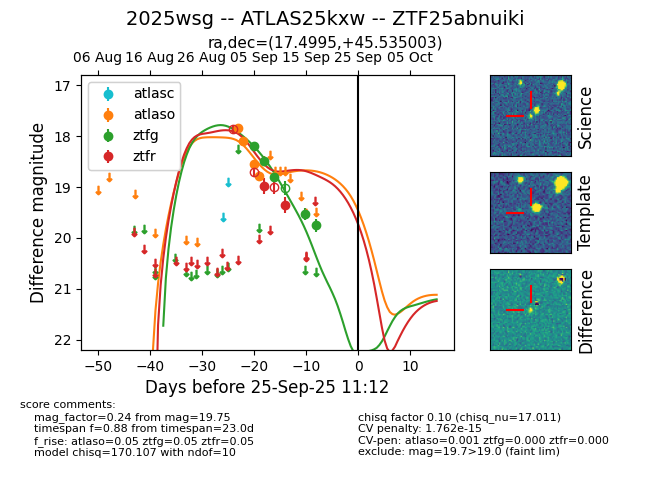 2025wsg -- ATLAS25kxw -- ZTF25abnuiki
ra,dec=(17.4995,+45.535003)
06 Aug 16 Aug 26 Aug 05 Sep 15 Sep 25 Sep 05 Oct
17
18
19
20
21
22
Difference magnitude
atlasc
atlaso
ztfg
ztfr
−50 −40 −30 −20 −10 0 10
Days before 25-Sep-25 11:12
Science
Template
Difference
score comments:
mag_factor=0.24 from mag=19.75
timespan f=0.88 from timespan=23.0d
f_rise: atlaso=0.05 ztfg=0.05 ztfr=0.05
model chisq=170.107 with ndof=10
chisq factor 0.10 (chisq_nu=17.011)
CV penalty: 1.762e-15
CV-pen: atlaso=0.001 ztfg=0.000 ztfr=0.000
exclude: mag=19.7>19.0 (faint lim)